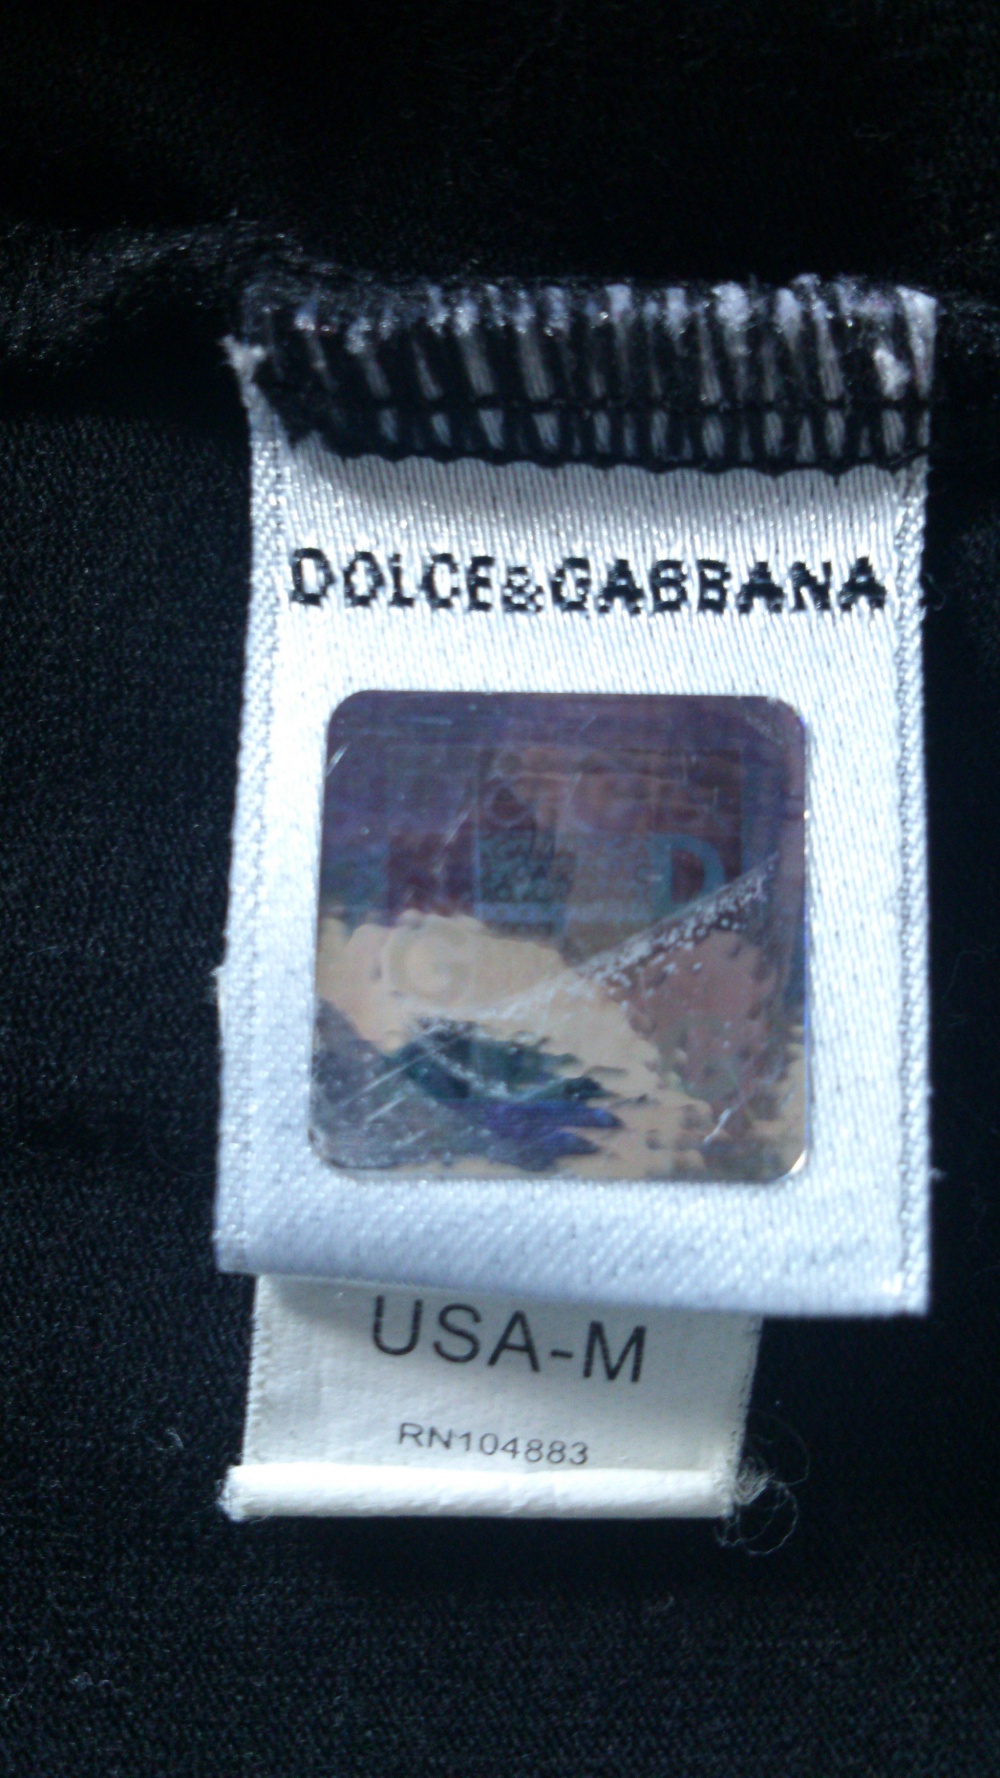 DOLCE&GABBANA
D
G
USA-M
RN104883